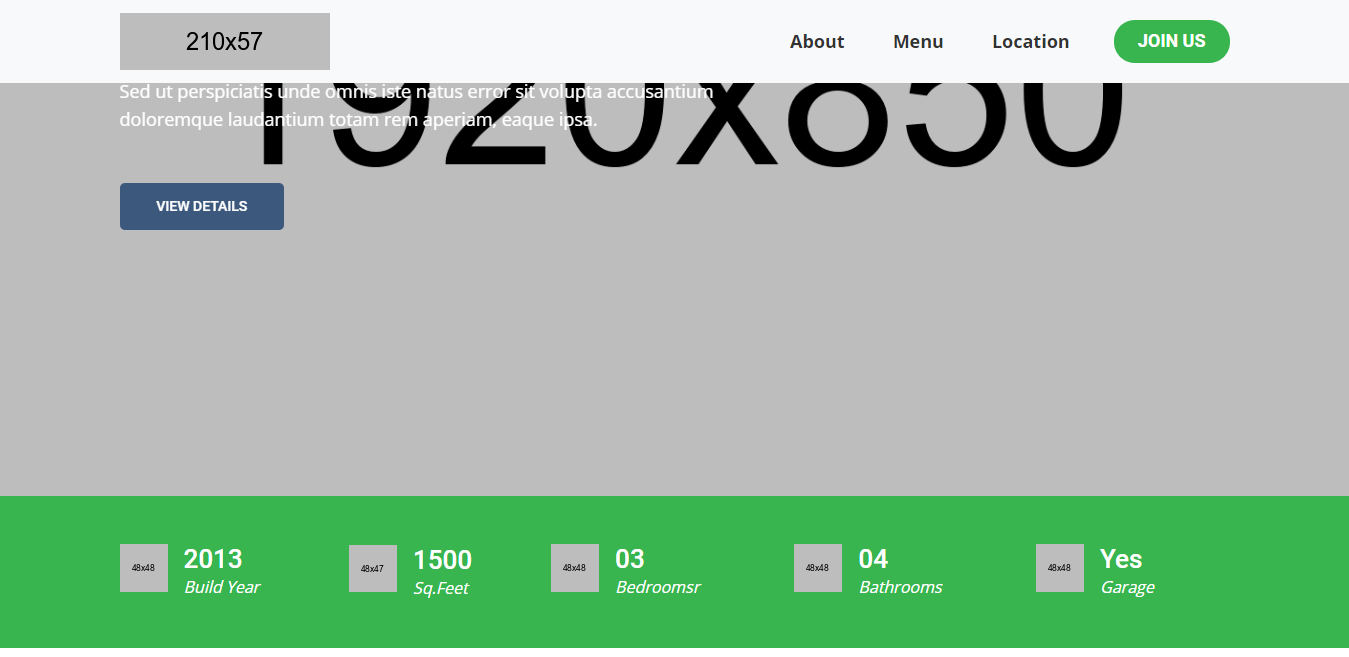 210x57
About Menu Location JOIN US
1920x850
Sed ut perspiciatis unde omnis iste natus error sit volupta accusantium
doloremque laudantium totam rem aperiam, eaque ipsa.
VIEW DETAILS
48x48 2013
Build Year
48x47 1500
Sq.Feet
48x48 03
Bedroomsr
48x48 04
Bathrooms
48x48 Yes
Garage